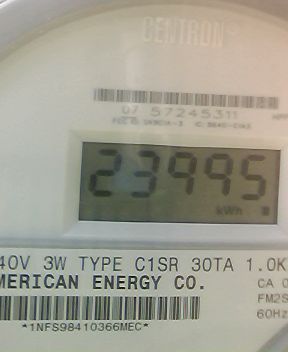 CENTRON®
07 57245311
23995
kWh
40V 3W TYPE C1SR 30TA 1.0K
MERICAN ENERGY CO.
CA 0
FM2S
60Hz
*1NFS98410366MEC*